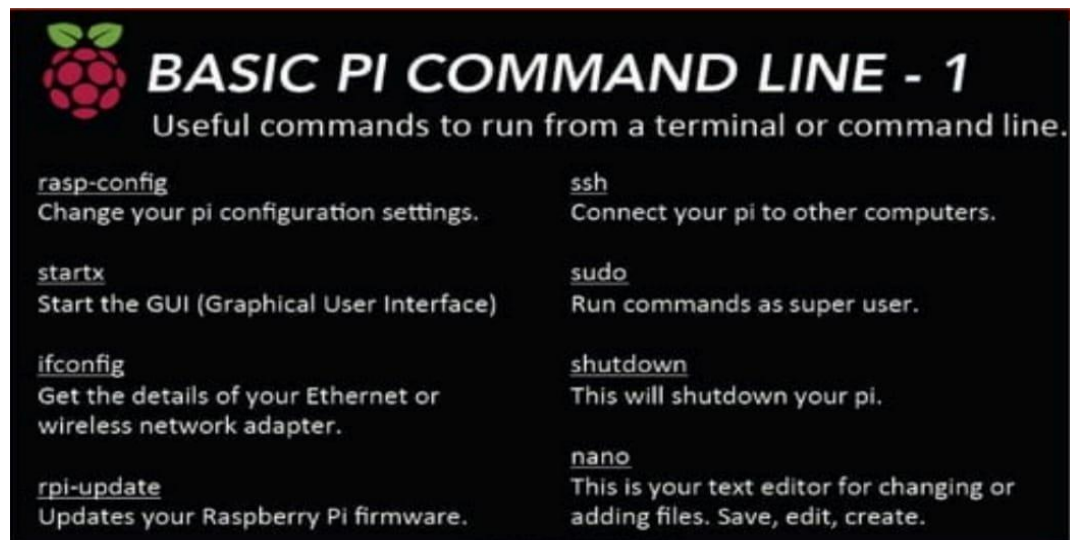 BASIC PI COMMAND LINE - 1
Useful commands to run from a terminal or command line.
rasp-config
Change your pi configuration settings.
startx
Start the GUI (Graphical User Interface)
ifconfig
Get the details of your Ethernet or
wireless network adapter.
rpi-update
Updates your Raspberry Pi firmware.
ssh
Connect your pi to other computers.
sudo
Run commands as super user.
shutdown
This will shutdown your pi.
nano
This is your text editor for changing or
adding files. Save, edit, create.